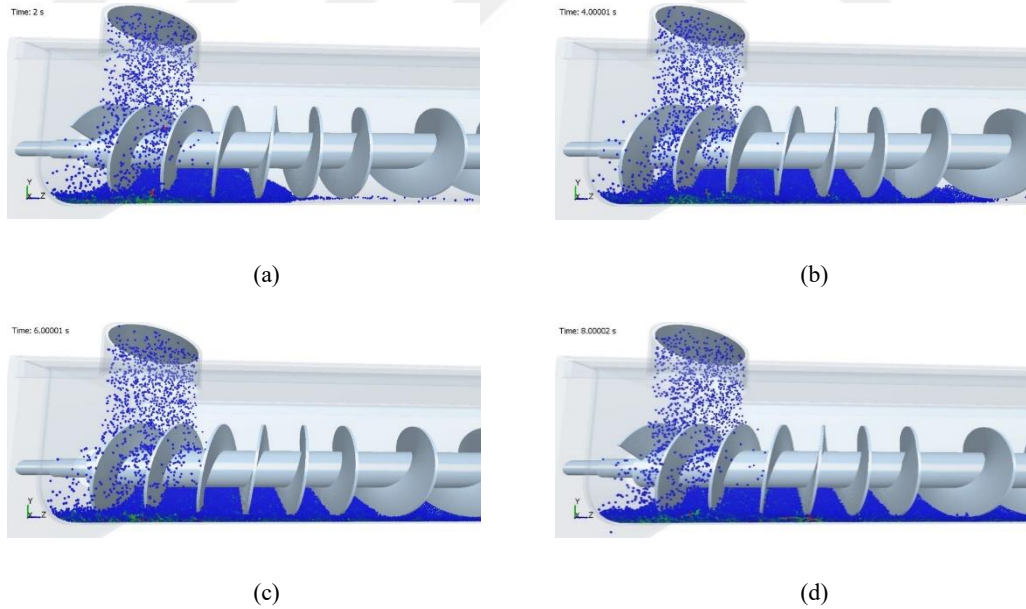 Time: 2 s
Time: 4.00001 s
Y
Z
Y
Z
(a)
(b)
Time: 6.00001 s
Time: 8.00002 s
Y
Z
Y
Z
(c)
(d)